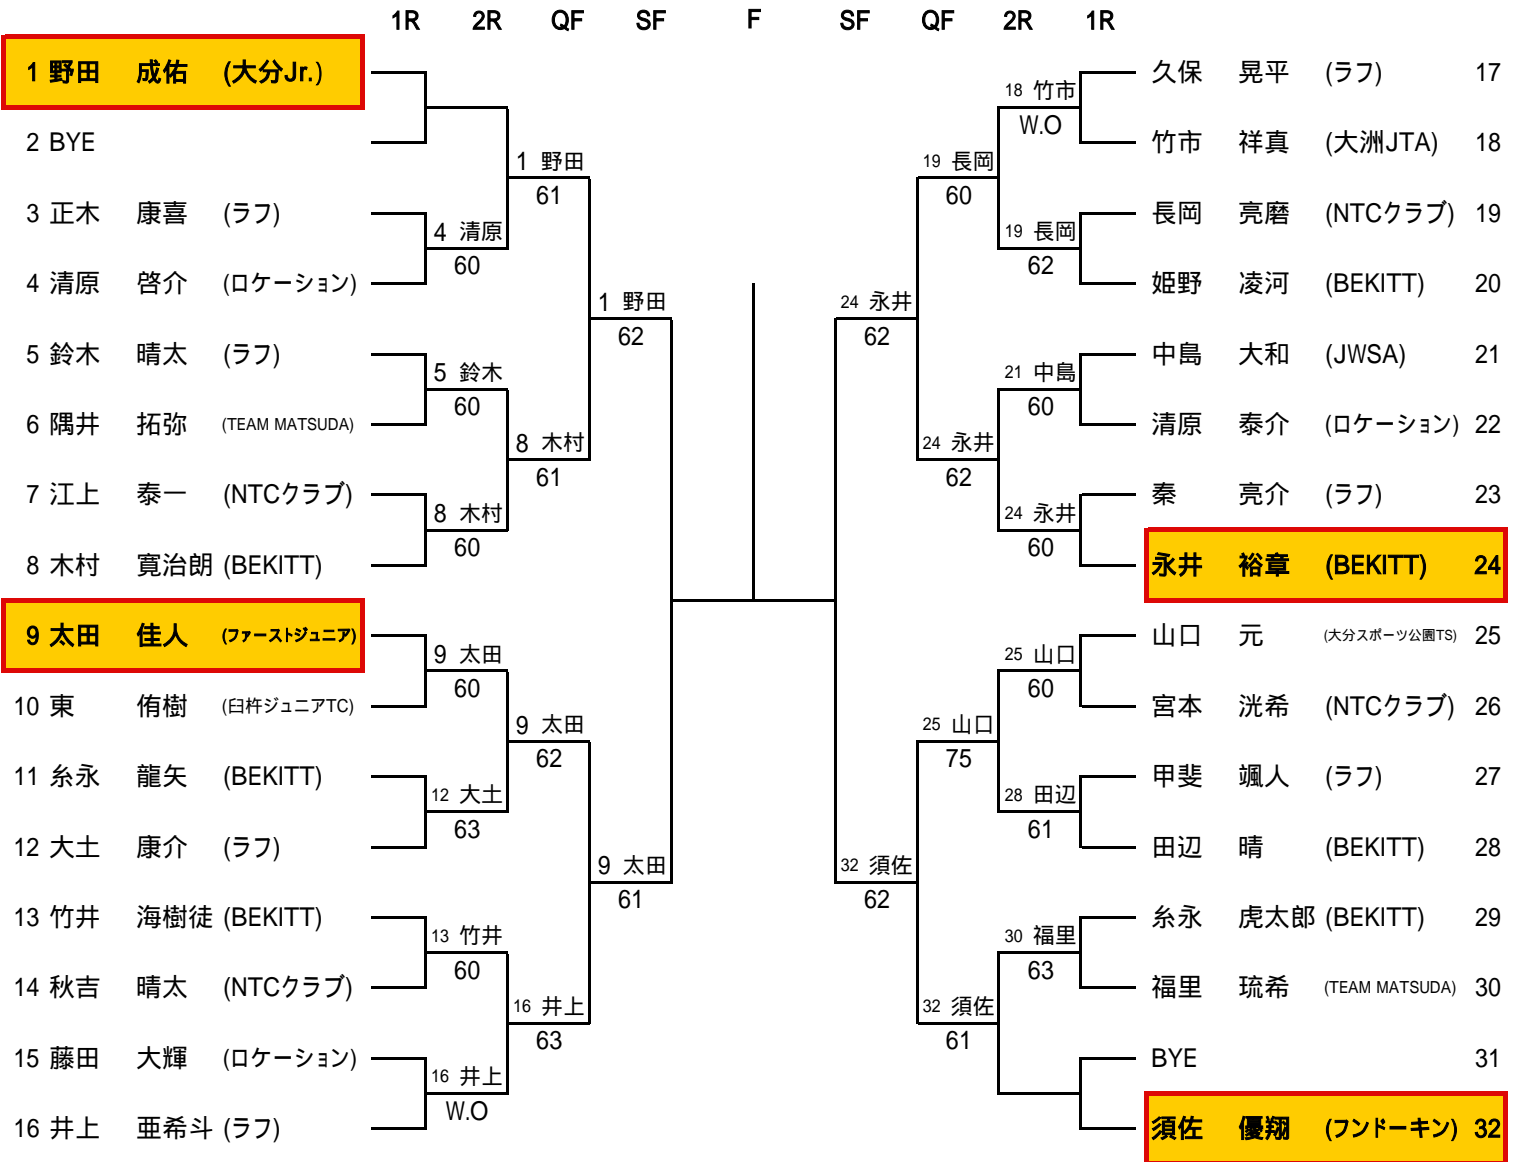 1R 2R QF SF F SF QF 2R 1R
1 野田 成佑 (大分Jr.)
2 BYE
3 正木 康喜 (ラフ)
4 清原 啓介 (ロケーション)
5 鈴木 晴太 (ラフ)
6 隅井 拓弥 (TEAM MATSUDA)
7 江上 泰一 (NTCクラブ)
8 木村 寛治朗 (BEKITT)
9 太田 佳人 (ファーストジュニア)
10 東 侑樹 (臼杵ジュニアTC)
11 糸永 龍矢 (BEKITT)
12 大土 康介 (ラフ)
13 竹井 海樹徒 (BEKITT)
14 秋吉 晴太 (NTCクラブ)
15 藤田 大輝 (ロケーション)
16 井上 亜希斗 (ラフ)
4 清原
60
5 鈴木
60
8 木村
60
9 太田
60
12 大土
63
13 竹井
60
16 井上
W.O
1 野田
61
8 木村
61
9 太田
62
16 井上
63
1 野田
62
9 太田
61
24 永井
62
32 須佐
62
19 長岡
60
24 永井
62
25 山口
75
32 須佐
61
18 竹市
W.O
19 長岡
62
21 中島
60
24 永井
60
25 山口
60
28 田辺
61
30 福里
63
久保 晃平 (ラフ) 17
竹市 祥真 (大洲JTA) 18
長岡 亮磨 (NTCクラブ) 19
姫野 凌河 (BEKITT) 20
中島 大和 (JWSA) 21
清原 泰介 (ロケーション) 22
秦 亮介 (ラフ) 23
永井 裕章 (BEKITT) 24
山口 元 (大分スポーツ公園TS) 25
宮本 洸希 (NTCクラブ) 26
甲斐 颯人 (ラフ) 27
田辺 晴 (BEKITT) 28
糸永 虎太郎 (BEKITT) 29
福里 琉希 (TEAM MATSUDA) 30
BYE 31
須佐 優翔 (フンドーキン) 32